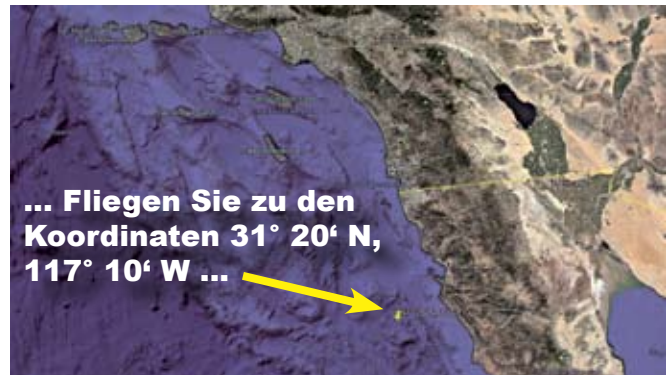 ... Fliegen Sie zu den
Koordinaten 31° 20‘ N,
117° 10‘ W ...